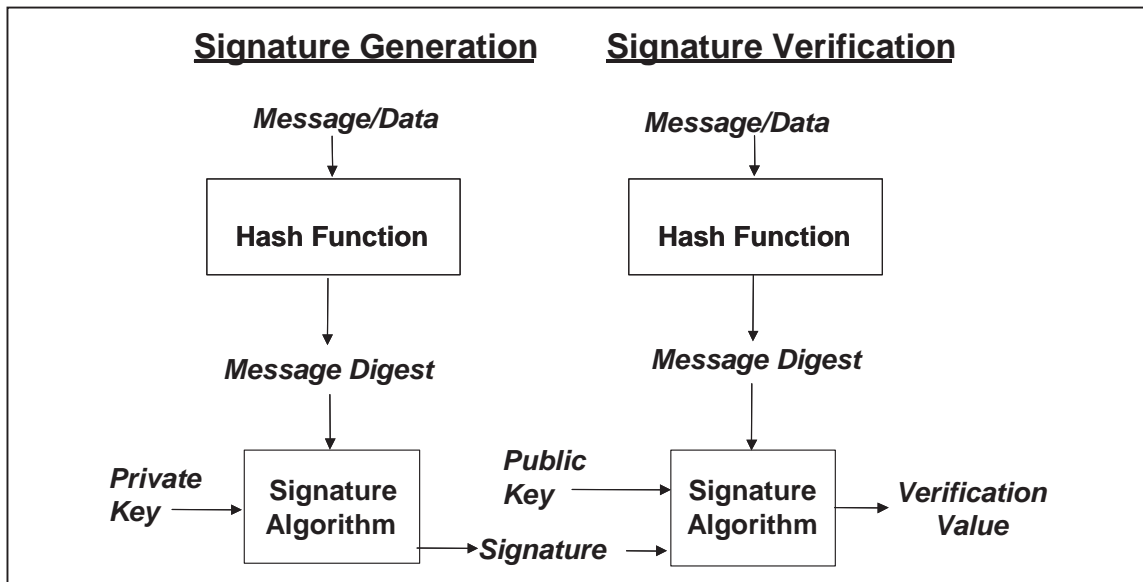 Signature Generation
Message/Data
Hash Function
Message Digest
Private
Key
Signature
Algorithm
Signature
Signature Verification
Message/Data
Hash Function
Message Digest
Public
Key
Signature
Algorithm
Verification
Value